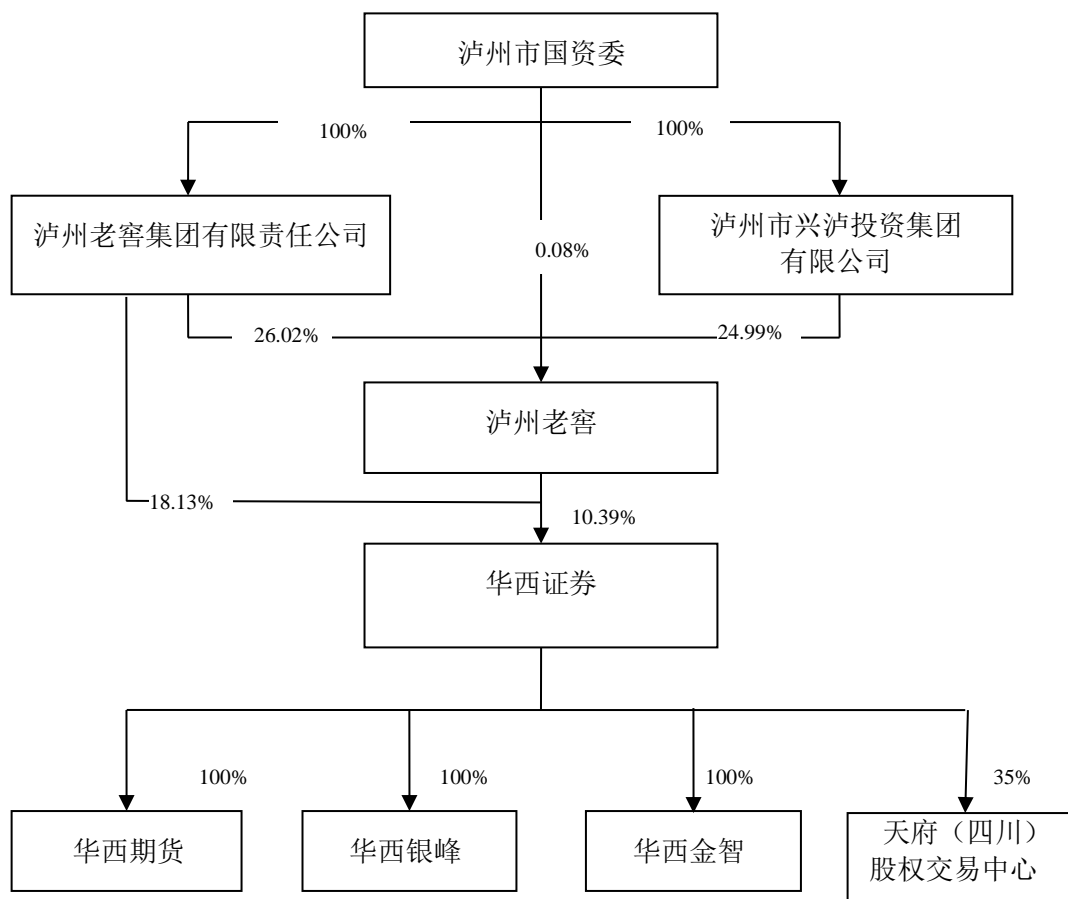 泸州市国资委
100%
100%
泸州老窖集团有限责任公司
0.08%
泸州市兴泸投资集团
有限公司
26.02%
24.99%
泸州老窖
18.13%
10.39%
华西证券
100%
100%
100%
35%
华西期货
华西银峰
华西金智
天府（四川）
股权交易中心